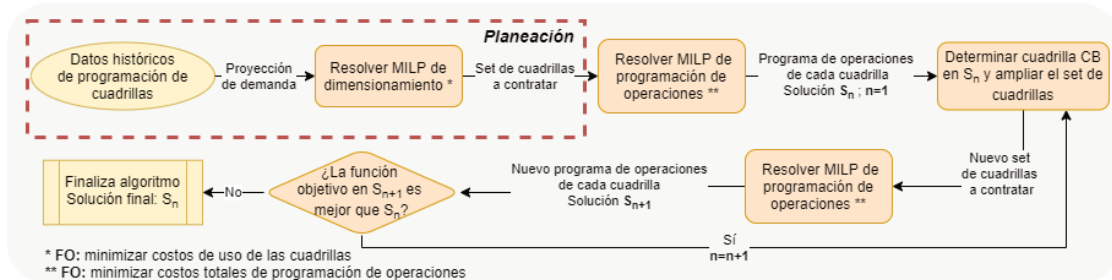 Planeación
Datos históricos
de programación de
cuadrillas
Proyección
de demanda
Resolver MILP de
dimensionamiento *
Set de cuadrillas
a contratar
Resolver MILP de
programación de
operaciones **
Programa de operaciones
de cada cuadrilla
Solución Sn ; n=1
Determinar cuadrilla CB
en Sn y ampliar el set de
cuadrillas
Nuevo set
de cuadrillas
a contratar
Resolver MILP de
programación de
operaciones **
Nuevo programa de operaciones
de cada cuadrilla
Solución Sn+1
¿La función
objetivo en Sn+1 es
mejor que Sn?
No
Finaliza algoritmo
Solución final: Sn
Sí
n=n+1
* FO: minimizar costos de uso de las cuadrillas
** FO: minimizar costos totales de programación de operaciones